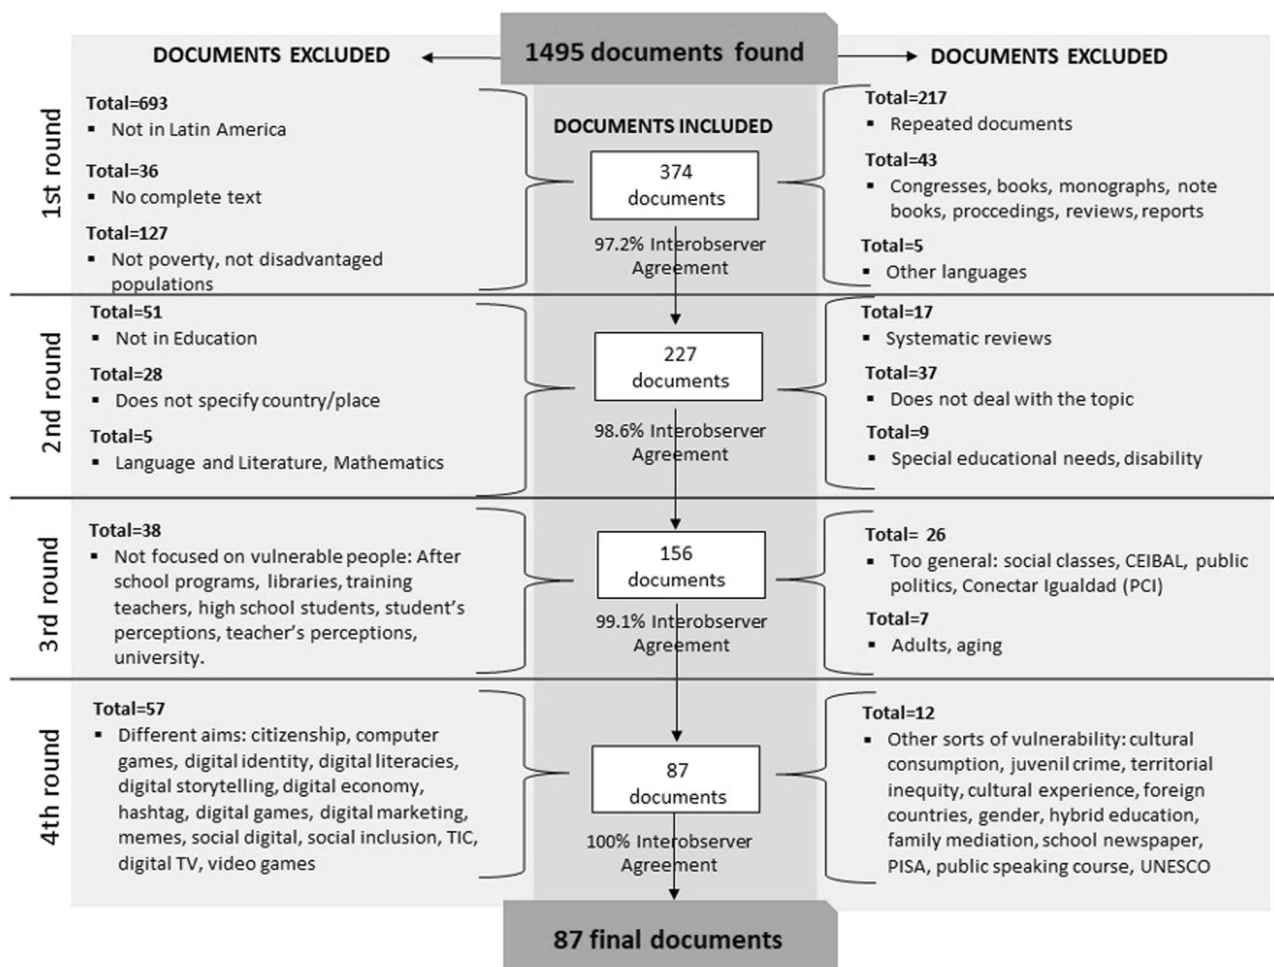 1495 documents found
DOCUMENTS EXCLUDED
DOCUMENTS EXCLUDED
1st round
Total=693
▪ Not in Latin America
Total=36
▪ No complete text
Total=127
▪ Not poverty, not disadvantaged
populations
DOCUMENTS INCLUDED
374
documents
97.2% Interobserver
Agreement
Total=217
▪ Repeated documents
Total=43
▪ Congresses, books, monographs, note
books, proccedings, reviews, reports
Total=5
▪ Other languages
2nd round
Total=51
▪ Not in Education
Total=28
▪ Does not specify country/place
Total=5
▪ Language and Literature, Mathematics
227
documents
98.6% Interobserver
Agreement
Total=17
▪ Systematic reviews
Total=37
▪ Does not deal with the topic
Total=9
▪ Special educational needs, disability
3rd round
Total=38
▪ Not focused on vulnerable people: After
school programs, libraries, training
teachers, high school students, student’s
perceptions, teacher’s perceptions,
university.
156
documents
99.1% Interobserver
Agreement
Total= 26
▪ Too general: social classes, CEIBAL, public
politics, Conectar Igualdad (PCI)
Total=7
▪ Adults, aging
4th round
Total=57
▪ Different aims: citizenship, computer
games, digital identity, digital literacies,
digital storytelling, digital economy,
hashtag, digital games, digital marketing,
memes, social digital, social inclusion, TIC,
digital TV, video games
87
documents
100% Interobserver
Agreement
Total=12
▪ Other sorts of vulnerability: cultural
consumption, juvenil crime, territorial
inequity, cultural experience, foreign
countries, gender, hybrid education,
family mediation, school newspaper,
PISA, public speaking course, UNESCO
87 final documents